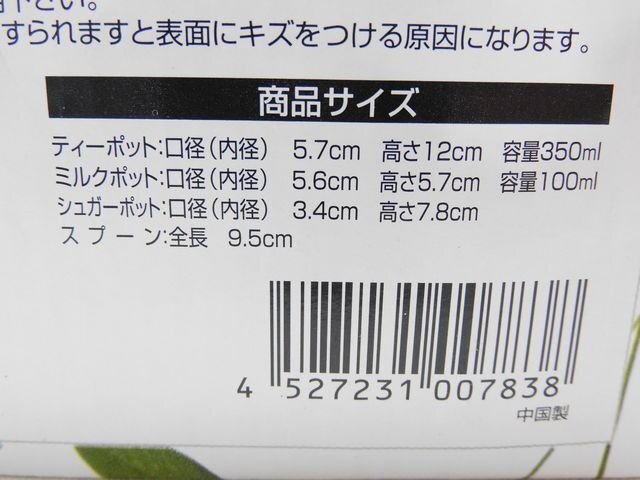 下さい。
すられますと表面にキズをつける原因になります。
商品サイズ
ティーポット:口径(内径) 5.7cm 高さ12cm 容量350ml
ミルクポット:口径(内径) 5.6cm 高さ5.7cm 容量100ml
シュガーポット:口径(内径) 3.4cm 高さ7.8cm
スプーン:全長 9.5cm
4 527231 007838
中国製